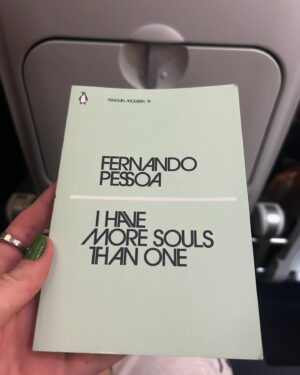 PENGUIN MODERN
FERNANDO
PESSOA
I HAVE
MORE SOULS
THAN ONE